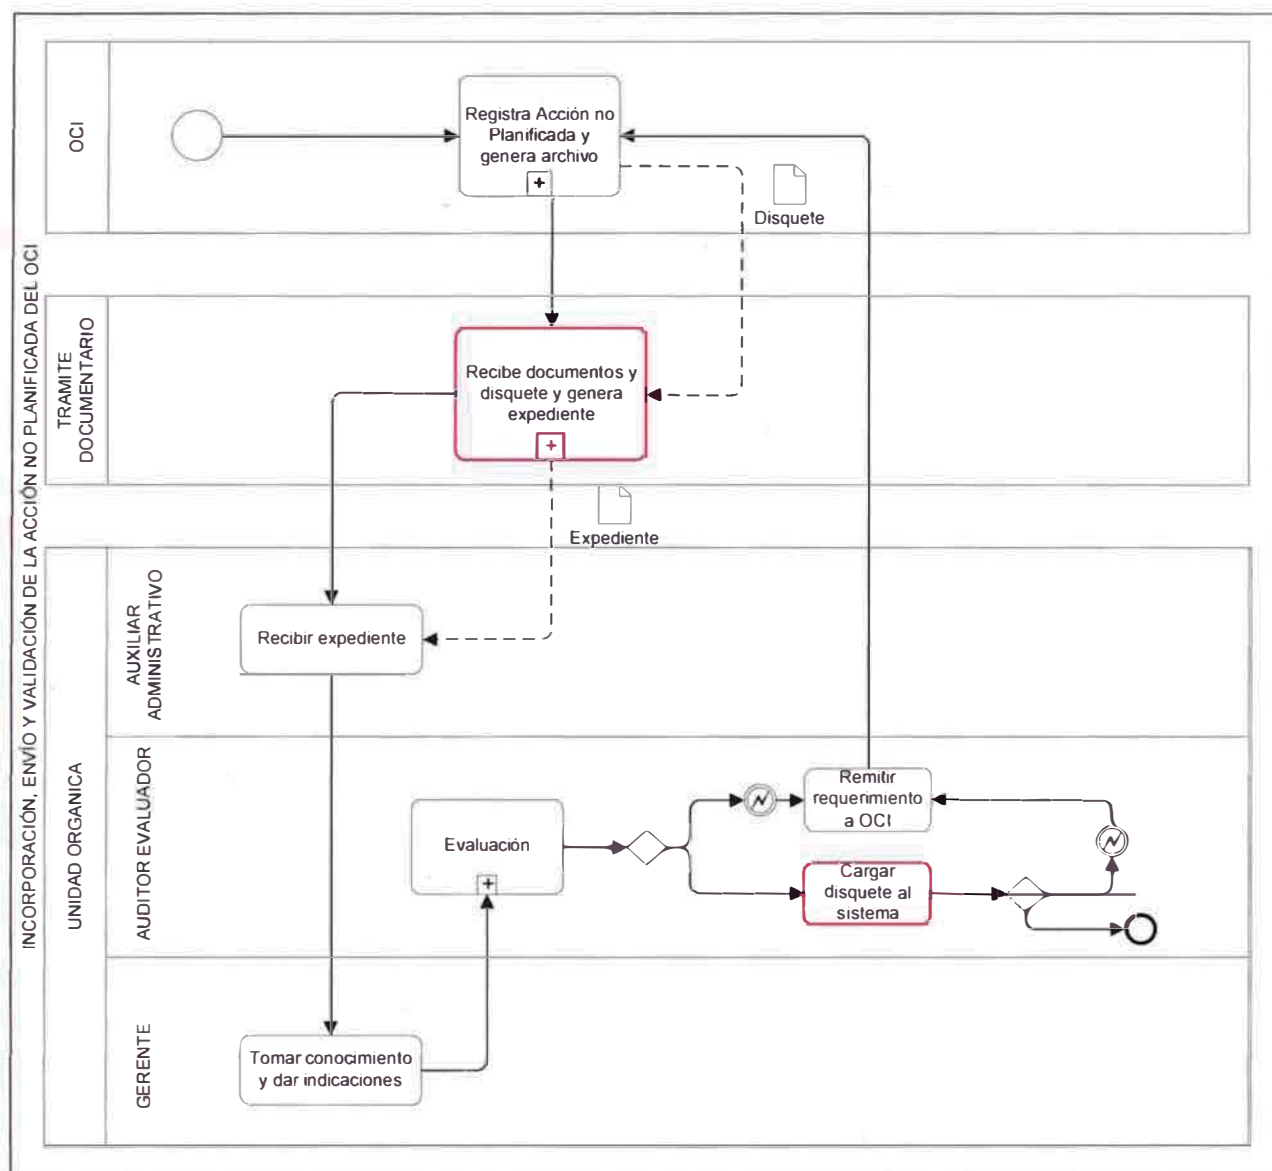 INCORPORACIÓN, ENVÍO Y VALIDACIÓN DE LA ACCIÓN NO PLANIFICADA DEL OCI
OCI
Registra Acción no
Planificada y
genera archivo
Disquete
TRAMITE
DOCUMENTARIO
Recibe documentos y
disquete y genera
expediente
Expediente
UNIDAD ORGANICA
AUXILIAR
ADMINISTRATIVO
Recibir expediente
AUDITOR EVALUADOR
Evaluación
Remitir
requerimiento
a OCI
Cargar
disquete al
sistema
GERENTE
Tomar conocimiento
y dar indicaciones